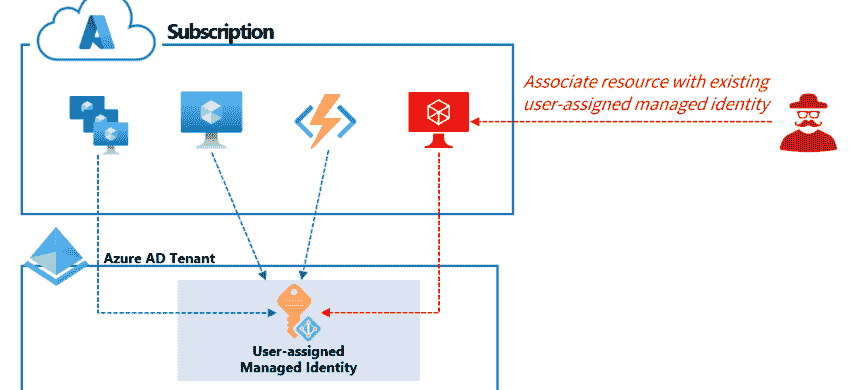 Subscription
Associate resource with existing
user-assigned managed identity
Azure AD Tenant
User-assigned
Managed Identity